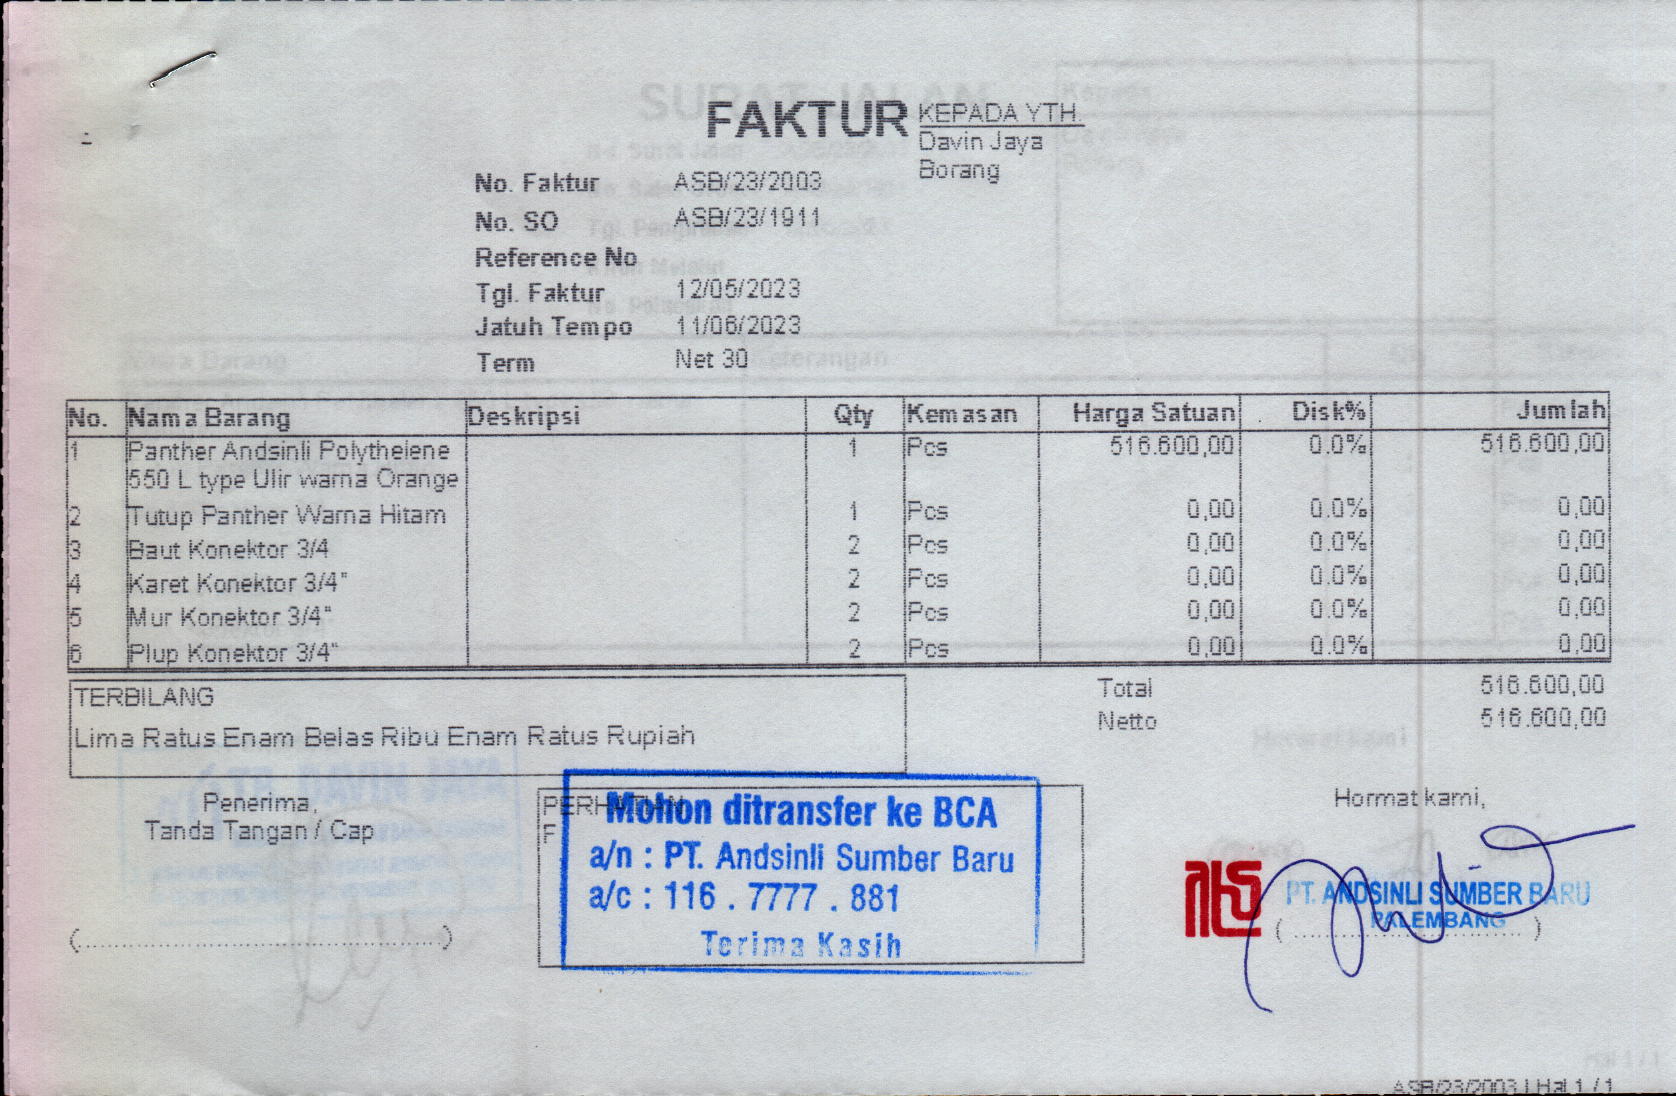 FAKTUR
KEPADA YTH.
Davin Jaya
Borang
No. Faktur ASB/23/2003
No. SO ASB/23/1911
Reference No
Tgl. Faktur 12/05/2023
Jatuh Tempo 11/06/2023
Term Net 30
No. Nama Barang Deskripsi Qty Kemasan Harga Satuan Disk% Jumlah
1 Panther Andsinli Polythelene 1 Pcs 516.600,00 0.0% 516.600,00
550 L type Ulir warna Orange
2 Tutup Panther Warna Hitam 1 Pcs 0,00 0.0% 0,00
3 Baut Konektor 3/4 2 Pcs 0,00 0.0% 0,00
4 Karet Konektor 3/4" 2 Pcs 0,00 0.0% 0,00
5 Mur Konektor 3/4" 2 Pcs 0,00 0.0% 0,00
6 Plup Konektor 3/4" 2 Pcs 0,00 0.0% 0,00
TERBILANG
Lima Ratus Enam Belas Ribu Enam Ratus Rupiah
Total 516.600,00
Netto 516.600,00
Penerima,
Tanda Tangan / Cap
(........................................................)
Mohon ditransfer ke BCA
a/n : PT. Andsinli Sumber Baru
a/c : 116 . 7777 . 881
Terima Kasih
Hormat kami,
PT. ANDSINLI SUMBER BARU
PALEMBANG
ASB/23/2003 | Hal 1 / 1